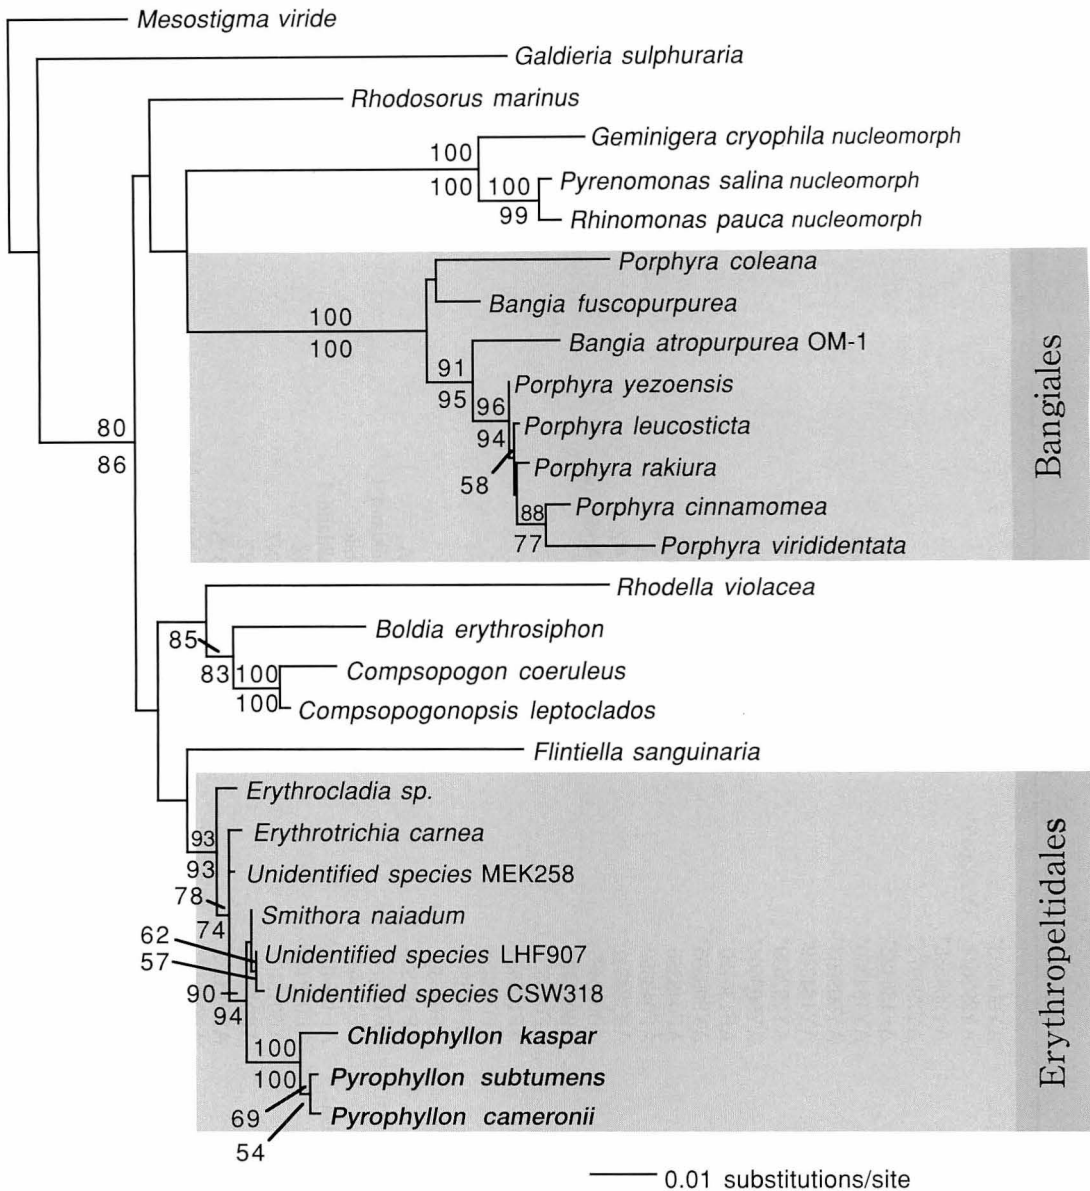 Mesostigma viride
Galdieria sulphuraria
Rhodosorus marinus
Geminigera cryophila nucleomorph
100
100
Pyrenomonas salina nucleomorph
100
99
Rhinomonas pauca nucleomorph
Porphyra coleana
Bangia fuscopurpurea
100
100
Bangia atropurpurea OM-1
91
95
Porphyra yezoensis
96
94
Porphyra leucosticta
58
Porphyra rakiura
Porphyra cinnamomea
88
77
Porphyra virididentata
Bangiales
80
86
Rhodella violacea
Boldia erythrosiphon
85
83
Compsopogon coeruleus
100
100
Compsopogonopsis leptoclados
Flintiella sanguinaria
Erythrocladia sp.
Erythrotrichia carnea
93
93
Unidentified species MEK258
78
74
Smithora naiadum
62
57
Unidentified species LHF907
Unidentified species CSW318
90
94
Chlidophyllon kaspar
100
100
Pyrophyllon subtumens
69
54
Pyrophyllon cameronii
Erythropeltidales
0.01 substitutions/site